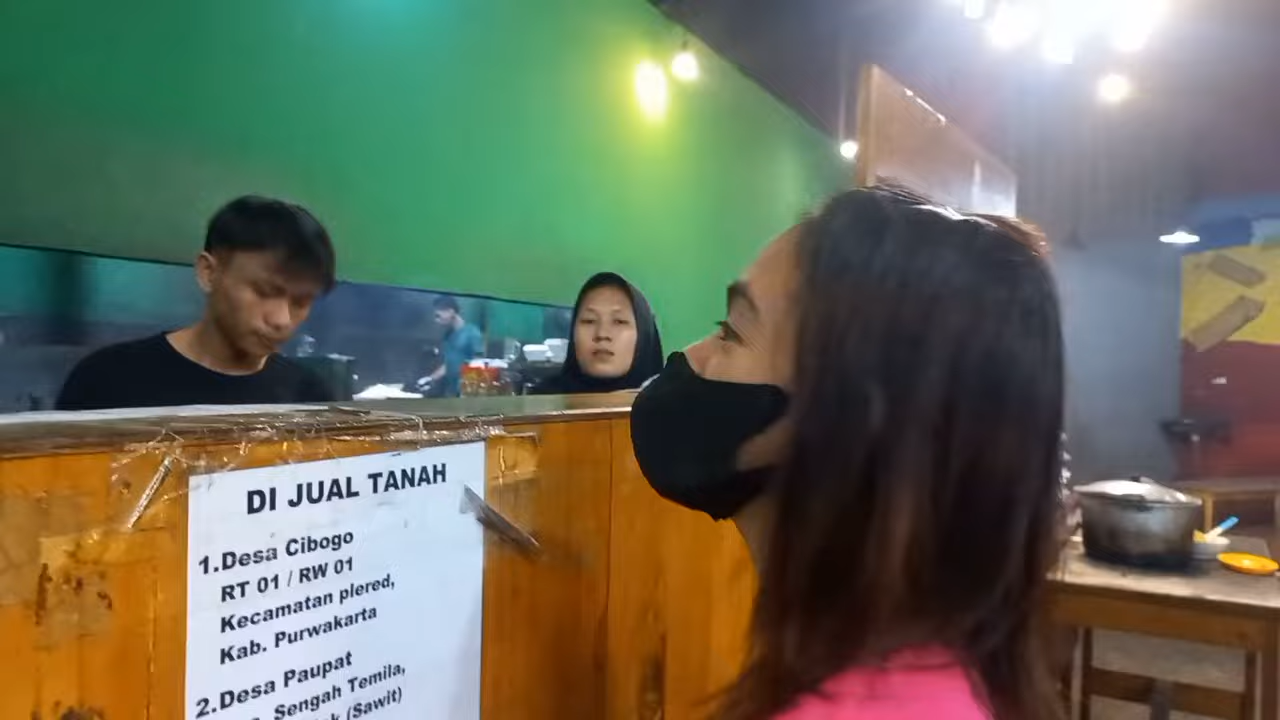 DI JUAL TANAH
1.Desa Cibogo
RT 01 / RW 01
Kecamatan plered,
Kab. Purwakarta
2.Desa Paupat
Sengah Temila,
(Sawit)